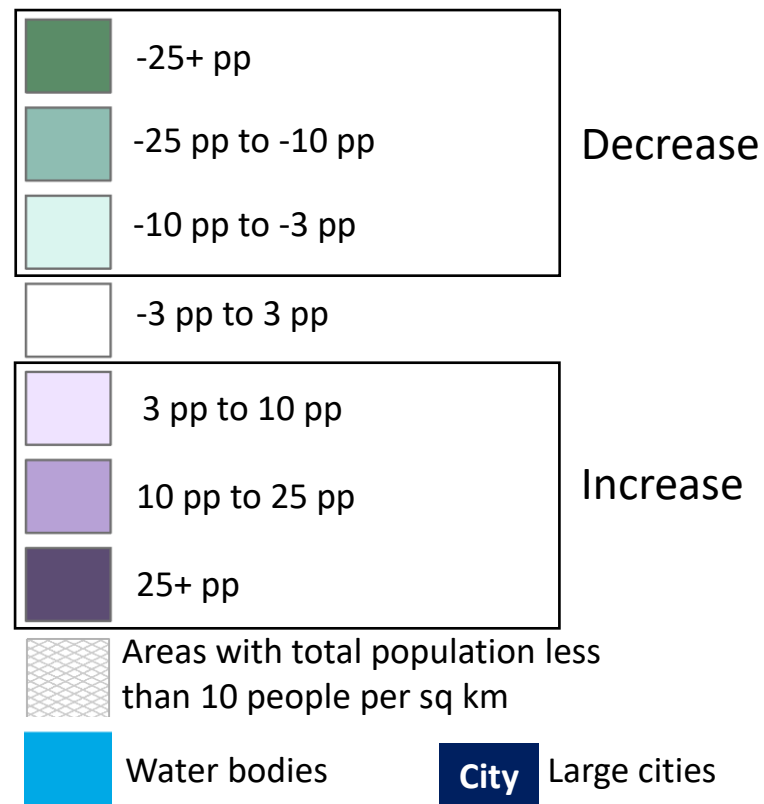 -25+ pp
-25 pp to -10 pp
Decrease
-10 pp to -3 pp
-3 pp to 3 pp
3 pp to 10 pp
10 pp to 25 pp
Increase
25+ pp
Areas with total population less
than 10 people per sq km
Water bodies
City
Large cities